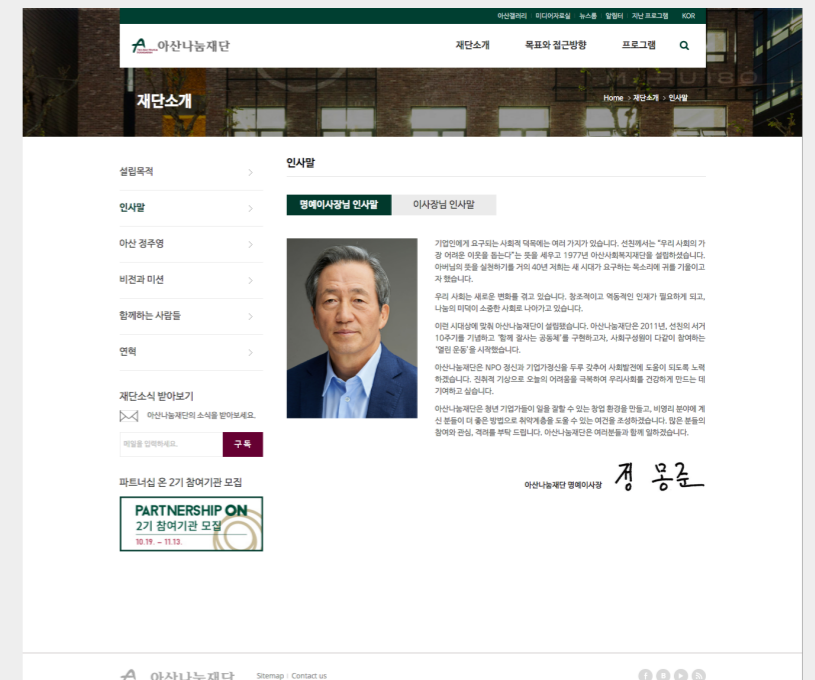 아산갤러리 미디어자료실 뉴스룸 알림터 지난 프로그램 KOR
아산나눔재단
재단소개 목표와 접근방향 프로그램
MARU180
재단소개
Home > 재단소개 > 인사말
설립목적
인사말
아산 정주영
비전과 미션
함께하는 사람들
연혁
재단소식 받아보기
아산나눔재단의 소식을 받아보세요.
메일을 입력하세요. 구독
파트너십 온 2기 참여기관 모집
PARTNERSHIP ON
2기 참여기관 모집
10.19. – 11.13.
인사말
명예이사장님 인사말 이사장님 인사말
기업인에게 요구되는 사회적 덕목에는 여러 가지가 있습니다. 선친께서는 "우리 사회의 가
장 어려운 이웃을 돕는다"는 뜻을 세우고 1977년 아산사회복지재단을 설립하셨습니다.
아버님의 뜻을 실천하기를 거의 40년 저희는 새 시대가 요구하는 목소리에 귀를 기울이고
자 했습니다.
우리 사회는 새로운 변화를 겪고 있습니다. 창조적이고 역동적인 인재가 필요하게 되고,
나눔의 미덕이 소중한 사회로 나아가고 있습니다.
이런 시대상에 맞춰 아산나눔재단이 설립됐습니다. 아산나눔재단은 2011년, 선친의 서거
10주기를 기념하고 '함께 잘사는 공동체'를 구현하고자, 사회구성원이 다같이 참여하는
'열린 운동'을 시작했습니다.
아산나눔재단은 NPO 정신과 기업가정신을 두루 갖추어 사회발전에 도움이 되도록 노력
하겠습니다. 진취적 기상으로 오늘의 어려움을 극복하여 우리사회를 건강하게 만드는 데
기여하고 싶습니다.
아산나눔재단은 청년 기업가들이 일을 잘할 수 있는 창업 환경을 만들고, 비영리 분야에 계
신 분들이 더 좋은 방법으로 취약계층을 도울 수 있는 여건을 조성하겠습니다. 많은 분들의
참여와 관심, 격려를 부탁 드립니다. 아산나눔재단은 여러분들과 함께 일하겠습니다.
아산나눔재단 명예이사장 정 몽준
아산나눔재단 Sitemap | Contact us